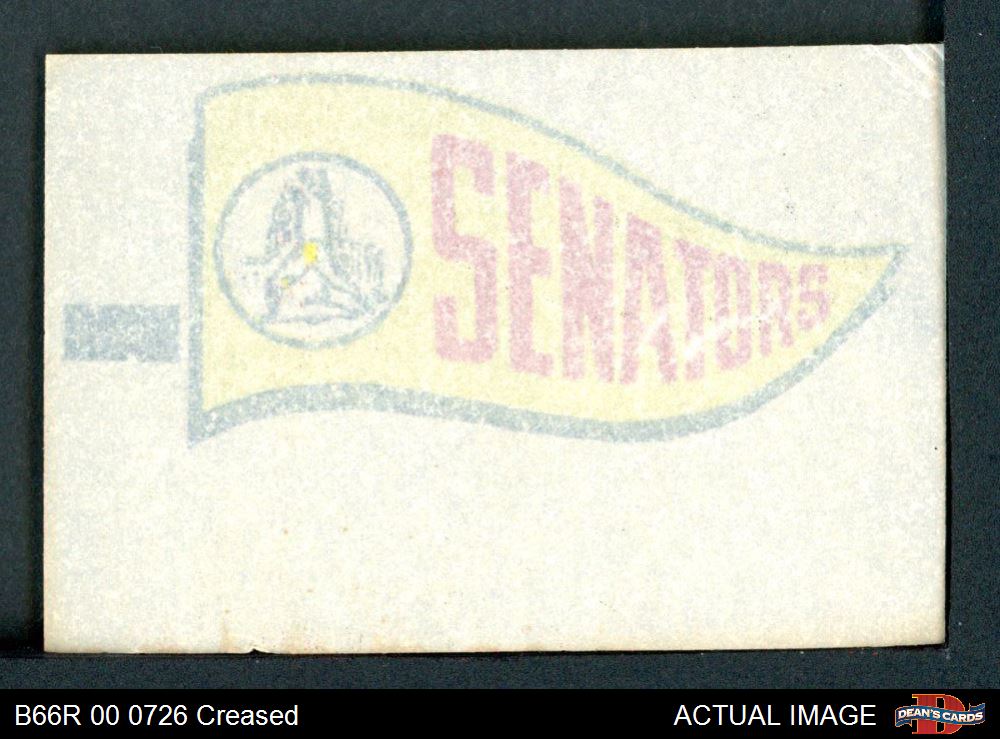 SENATORS
B66R 00 0726 Creased
ACTUAL IMAGE
D
DEAN'S CARDS